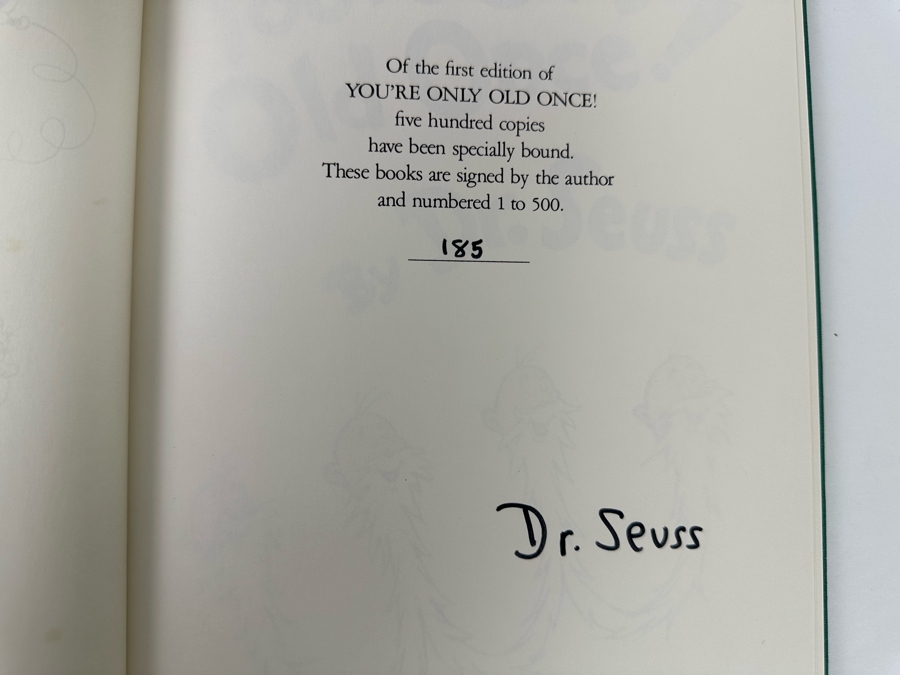 Of the first edition of
YOU'RE ONLY OLD ONCE!
five hundred copies
have been specially bound.
These books are signed by the author
and numbered 1 to 500.
185
Dr. Seuss